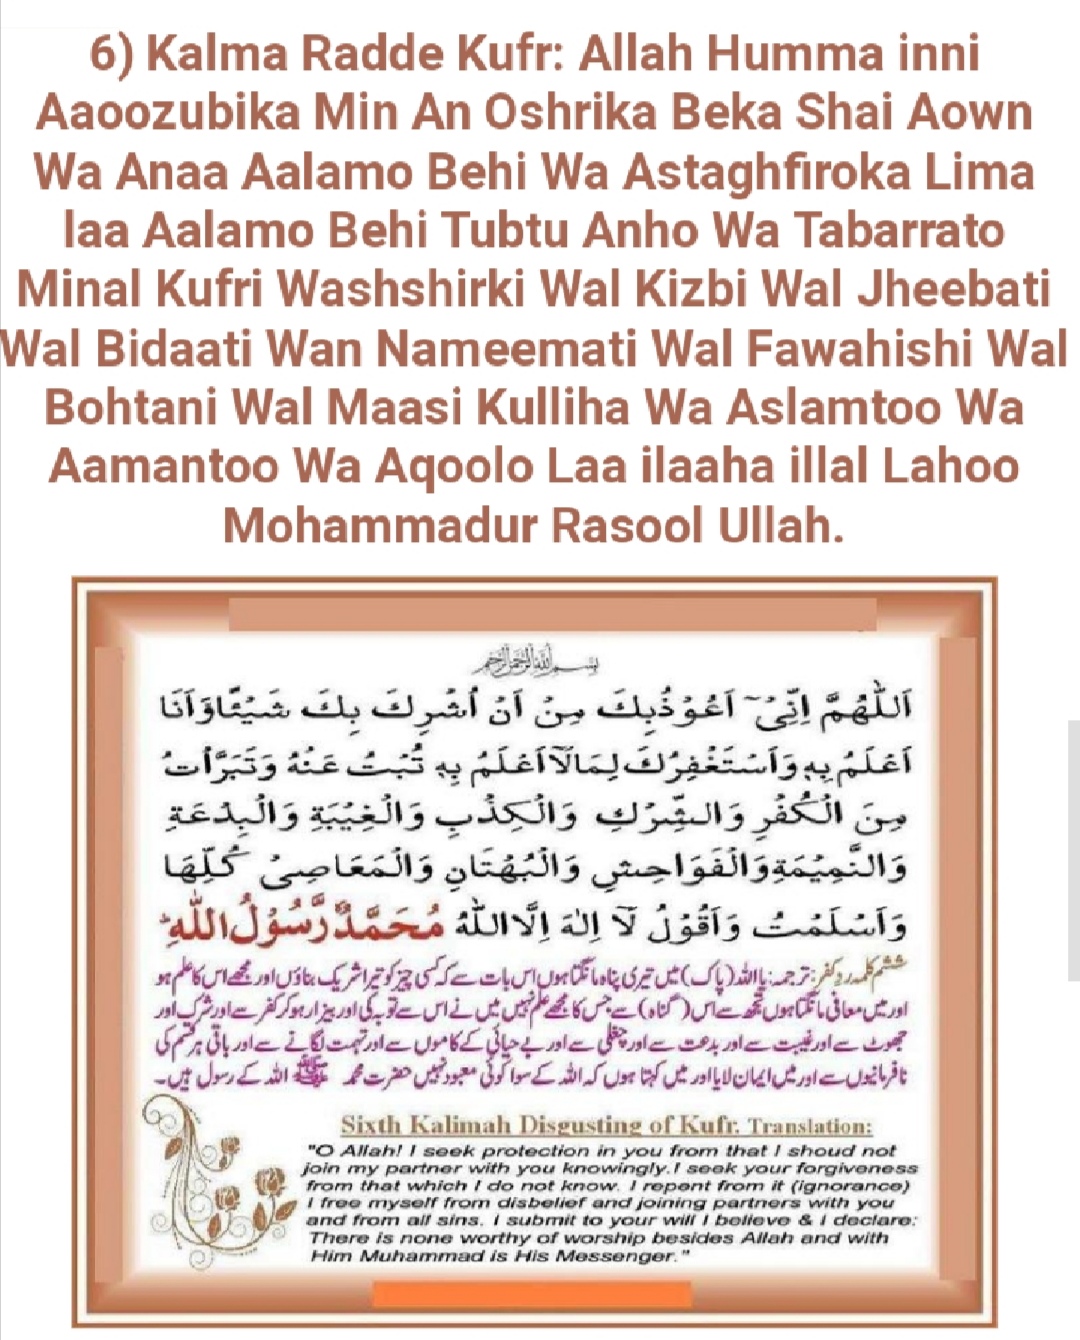 6) Kalma Radde Kufr: Allah Humma inni
Aaoozubika Min An Oshrika Beka Shai Aown
Wa Anaa Aalamo Behi Wa Astaghfiroka Lima
laa Aalamo Behi Tubtu Anho Wa Tabarrato
Minal Kufri Washshirki Wal Kizbi Wal Jheebati
Wal Bidaati Wan Nameemati Wal Fawahishi Wal
Bohtani Wal Maasi Kulliha Wa Aslamtoo Wa
Aamantoo Wa Aqoolo Laa ilaaha illal Lahoo
Mohammadur Rasool Ullah.
بسم الله الرحمن الرحيم
اَللّٰهُمَّ اِنِّیْۤ اَعُوْذُبِكَ مِنْ اَنْ اُشْرِكَ بِكَ شَيْئًاوَّاَنَا
اَعْلَمُ بِهٖ وَاَسْتَغْفِرُكَ لِمَالَاۤاَعْلَمُ بِهٖ تُبْتُ عَنْهُ وَتَبَرَّأْتُ
مِنَ الْكُفْرِ وَالشِّرْكِ وَالْكِذْبِ وَالْغِيْبَةِ وَالْبِدْعَةِ
وَالنَّمِيْمَةِوَالْفَوَاحِشِ وَالْبُهْتَانِ وَالْمَعَاصِیْ كُلِّهَا
وَاَسْلَمْتُ وَاَقُوْلُ لَاۤ اِلٰهَ اِلَّااللّٰهُ مُحَمَّدٌ رَّسُوْلُ اللّٰهِؕ
ششم کلمہ رد کفر: ترجمہ: یا اللہ (پاک) میں تیری پناہ مانگتا ہوں اس بات سے کہ کسی چیز کو تیرا شریک بناؤں اور مجھے اس کا علم ہو
اور میں معافی مانگتا ہوں تجھ سے اس (گناہ) سے جس کا مجھے علم نہیں میں نے اس سے توبہ کی اور بیزار ہوا کفر سے اور شرک اور
جھوٹ سے اور غیبت سے اور بدعت سے اور چغلی سے اور بے حیائی کے کاموں سے اور تہمت لگانے سے اور باقی ہر قسم کی
نافرمانیوں سے اور میں ایمان لایا اور میں کہتا ہوں کہ اللہ کے سوا کوئی معبود نہیں حضرت محمد ﷺ اللہ کے رسول ہیں۔
Sixth Kalimah Disgusting of Kufr. Translation:
"O Allah! I seek protection in you from that I shoud not
join my partner with you knowingly.I seek your forgiveness
from that which I do not know. I repent from it (ignorance)
I free myself from disbelief and joining partners with you
and from all sins. I submit to your will I believe & I declare:
There is none worthy of worship besides Allah and with
Him Muhammad is His Messenger."